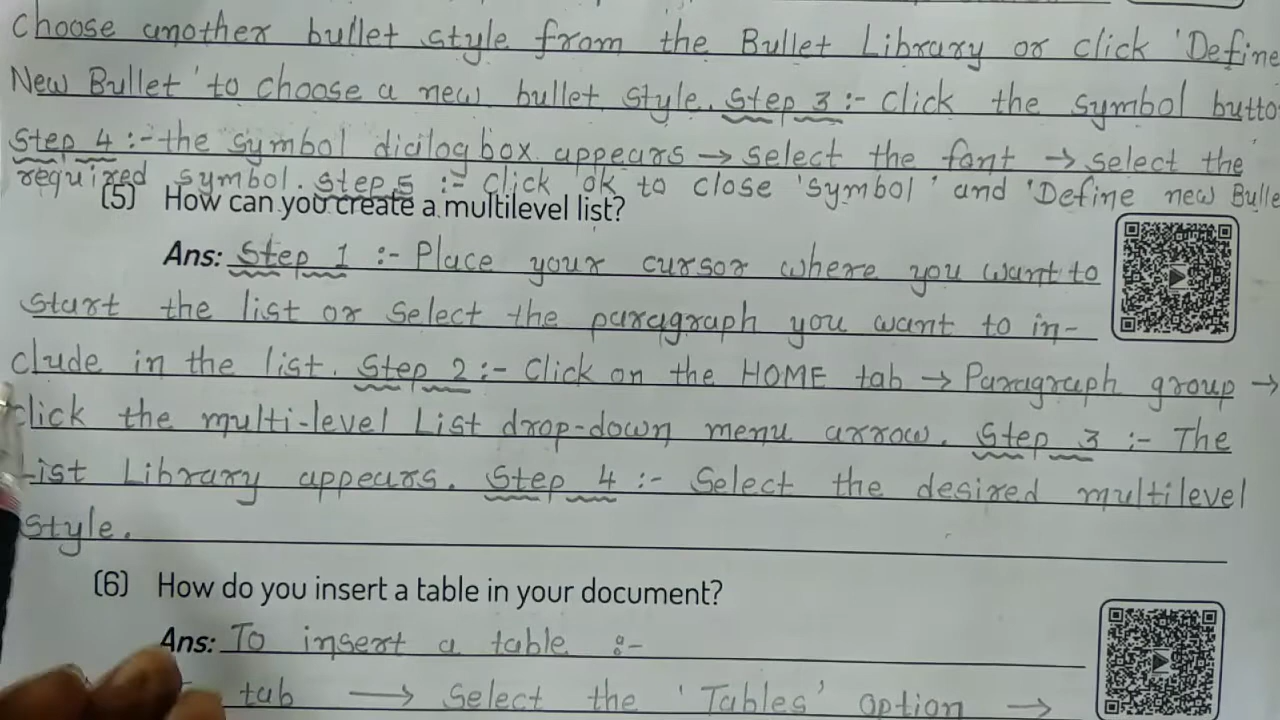 choose another bullet style from the Bullet Library or click 'Define
New Bullet' to choose a new bullet style. Step 3 :- Click the symbol butto
Step 4 :- the symbol dialog box appears → select the font → select the
required symbol. Step 5 :- Click ok to close 'symbol' and 'Define new Bulle
(5) How can you create a multilevel list?
Ans: Step 1 :- Place your cursor where you want to
start the list or select the paragraph you want to in-
clude in the list. Step 2 :- Click on the HOME tab → Paragraph group →
click the multi-level List drop-down menu arrow. Step 3 :- The
List Library appears. Step 4 :- Select the desired multilevel
style.
(6) How do you insert a table in your document?
Ans: To insert a table :-
tab → Select the 'Tables' option →